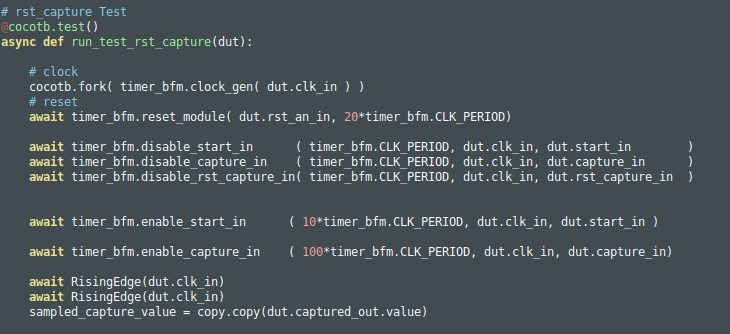 # rst_capture Test
@cocotb.test()
async def run_test_rst_capture(dut):
    # clock
    cocotb.fork( timer_bfm.clock_gen( dut.clk_in ) )
    # reset
    await timer_bfm.reset_module( dut.rst_an_in, 20*timer_bfm.CLK_PERIOD)
    await timer_bfm.disable_start_in      ( timer_bfm.CLK_PERIOD, dut.clk_in, dut.start_in        )
    await timer_bfm.disable_capture_in    ( timer_bfm.CLK_PERIOD, dut.clk_in, dut.capture_in      )
    await timer_bfm.disable_rst_capture_in( timer_bfm.CLK_PERIOD, dut.clk_in, dut.rst_capture_in  )
    await timer_bfm.enable_start_in      ( 10*timer_bfm.CLK_PERIOD, dut.clk_in, dut.start_in )
    await timer_bfm.enable_capture_in    ( 100*timer_bfm.CLK_PERIOD, dut.clk_in, dut.capture_in)
    await RisingEdge(dut.clk_in)
    await RisingEdge(dut.clk_in)
    sampled_capture_value = copy.copy(dut.captured_out.value)